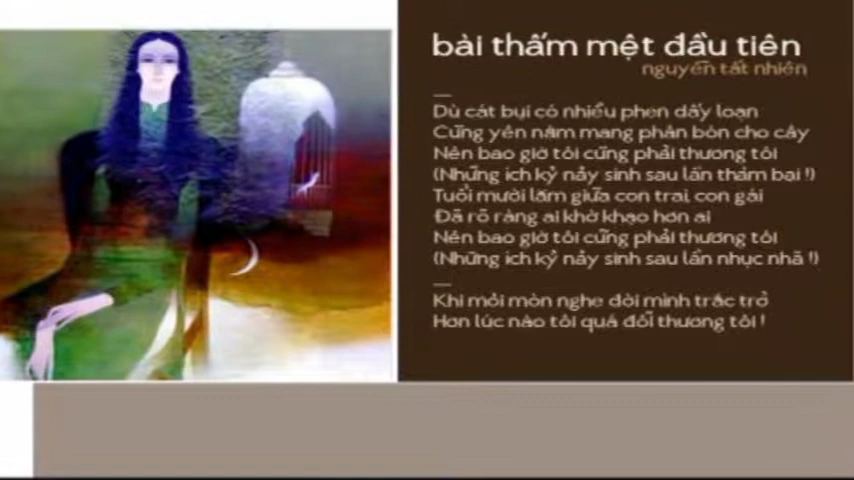 bài thấm mệt đầu tiên
nguyễn tất nhiên
Dù cát bụi có nhiều phen dấy loạn
Cũng yên nằm mang phân bón cho cây
Nên bao giờ tôi cũng phải thương tôi
(Những ích kỷ nảy sinh sau lần thảm bại !)
Tuổi mười lăm giữa con trai, con gái
Đã rõ ràng ai khờ khạo hơn ai
Nên bao giờ tôi cũng phải thương tôi
(Những ích kỷ nảy sinh sau lần nhục nhã !)
Khi mỏi mòn nghe đời mình trắc trở
Hơn lúc nào tôi quá đỗi thương tôi !